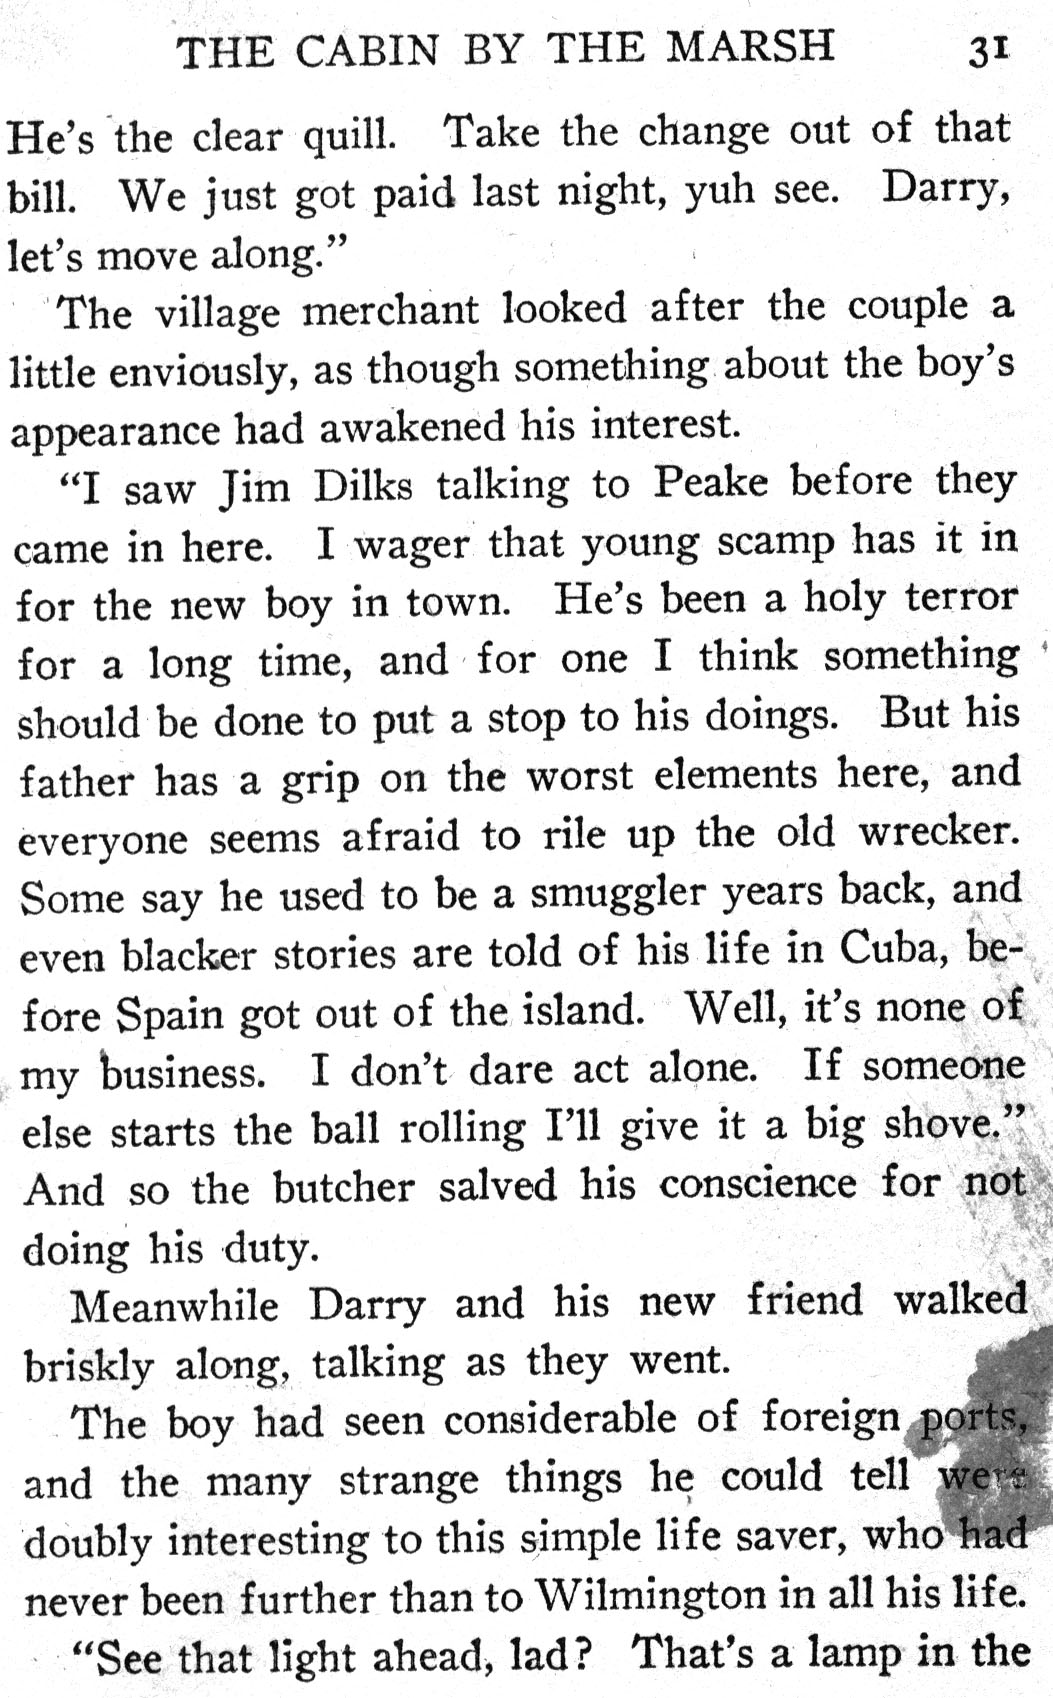 THE CABIN BY THE MARSH 31
He's the clear quill. Take the change out of that
bill. We just got paid last night, yuh see. Darry,
let's move along.”
The village merchant looked after the couple a
little enviously, as though something about the boy's
appearance had awakened his interest.
“I saw Jim Dilks talking to Peake before they
came in here. I wager that young scamp has it in
for the new boy in town. He's been a holy terror
for a long time, and for one I think something
should be done to put a stop to his doings. But his
father has a grip on the worst elements here, and
everyone seems afraid to rile up the old wrecker.
Some say he used to be a smuggler years back, and
even blacker stories are told of his life in Cuba, be-
fore Spain got out of the island. Well, it's none of
my business. I don't dare act alone. If someone
else starts the ball rolling I'll give it a big shove.”
And so the butcher salved his conscience for not
doing his duty.
Meanwhile Darry and his new friend walked
briskly along, talking as they went.
The boy had seen considerable of foreign ports,
and the many strange things he could tell were
doubly interesting to this simple life saver, who had
never been further than to Wilmington in all his life.
“See that light ahead, lad? That's a lamp in the